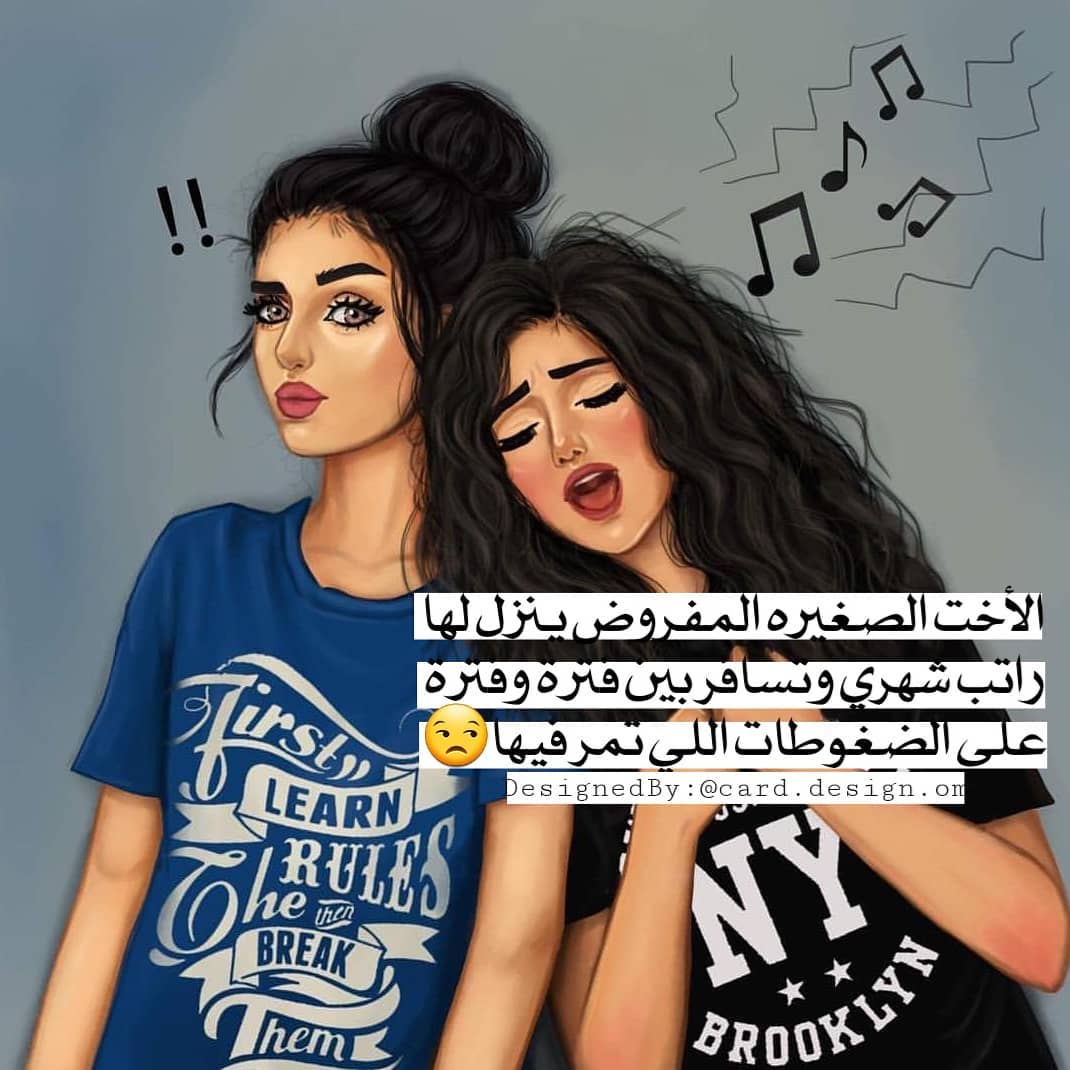 !!
الأخت الصغيره المفروض ينزل لها
راتب شهري وتسافر بين فترة وفترة
على الضغوطات اللي تمر فيها😒
DesignedBy:@card.design.om
First,,
LEARN
The RULES
then
BREAK
Them
NY
BROOKLYN